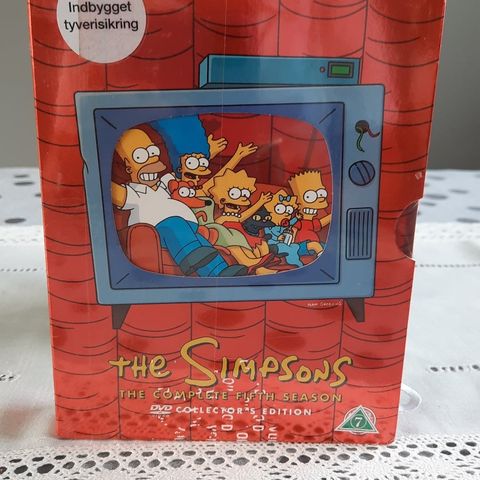 Indbygget
tyverisikring
THE SIMPSONS
THE COMPLETE FIFTH SEASON
DVD COLLECTOR'S EDITION
7